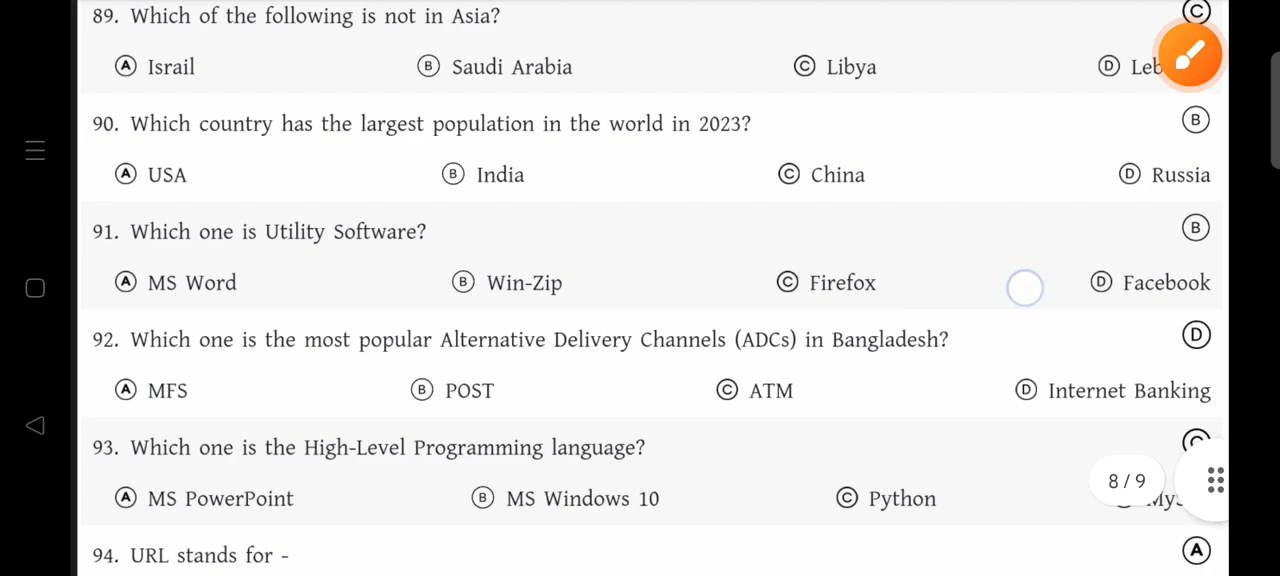 89. Which of the following is not in Asia? C
A Israil B Saudi Arabia C Libya D
90. Which country has the largest population in the world in 2023? B
A USA B India C China D Russia
91. Which one is Utility Software? B
A MS Word B Win-Zip C Firefox D Facebook
92. Which one is the most popular Alternative Delivery Channels (ADCs) in Bangladesh? D
A MFS B POST C ATM D Internet Banking
93. Which one is the High-Level Programming language? C
A MS PowerPoint B MS Windows 10 C Python
8 / 9
94. URL stands for - A